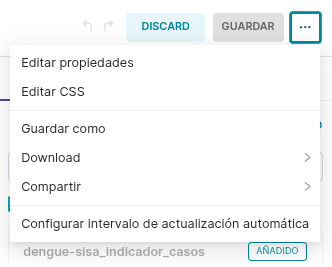 DISCARD GUARDAR ...
Editar propiedades
Editar CSS
Guardar como
Download
Compartir
Configurar intervalo de actualización automática
dengue-sisa_indicador_casos AÑADIDO